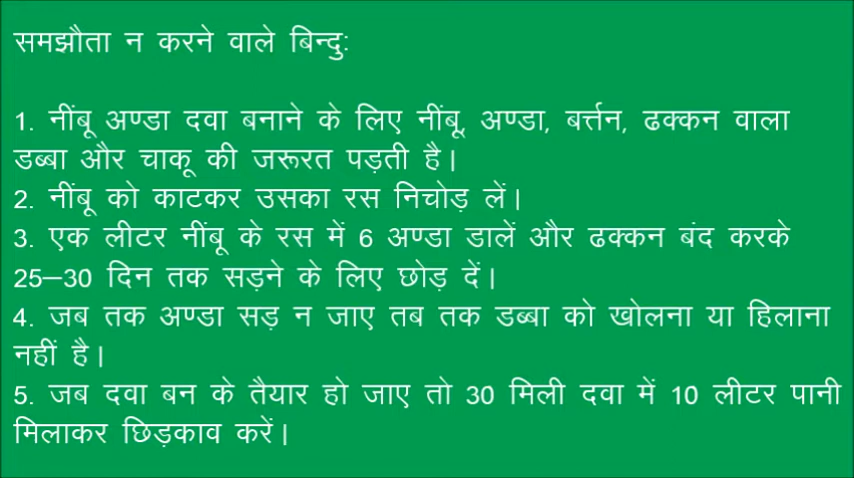 समझौता न करने वाले बिन्दु:
1. नींबू अण्डा दवा बनाने के लिए नींबू, अण्डा, बर्त्तन, ढक्कन वाला
डब्बा और चाकू की जरूरत पड़ती है।
2. नींबू को काटकर उसका रस निचोड़ लें।
3. एक लीटर नींबू के रस में 6 अण्डा डालें और ढक्कन बंद करके
25–30 दिन तक सड़ने के लिए छोड़ दें।
4. जब तक अण्डा सड़ न जाए तब तक डब्बा को खोलना या हिलाना
नहीं है।
5. जब दवा बन के तैयार हो जाए तो 30 मिली दवा में 10 लीटर पानी
मिलाकर छिड़काव करें।